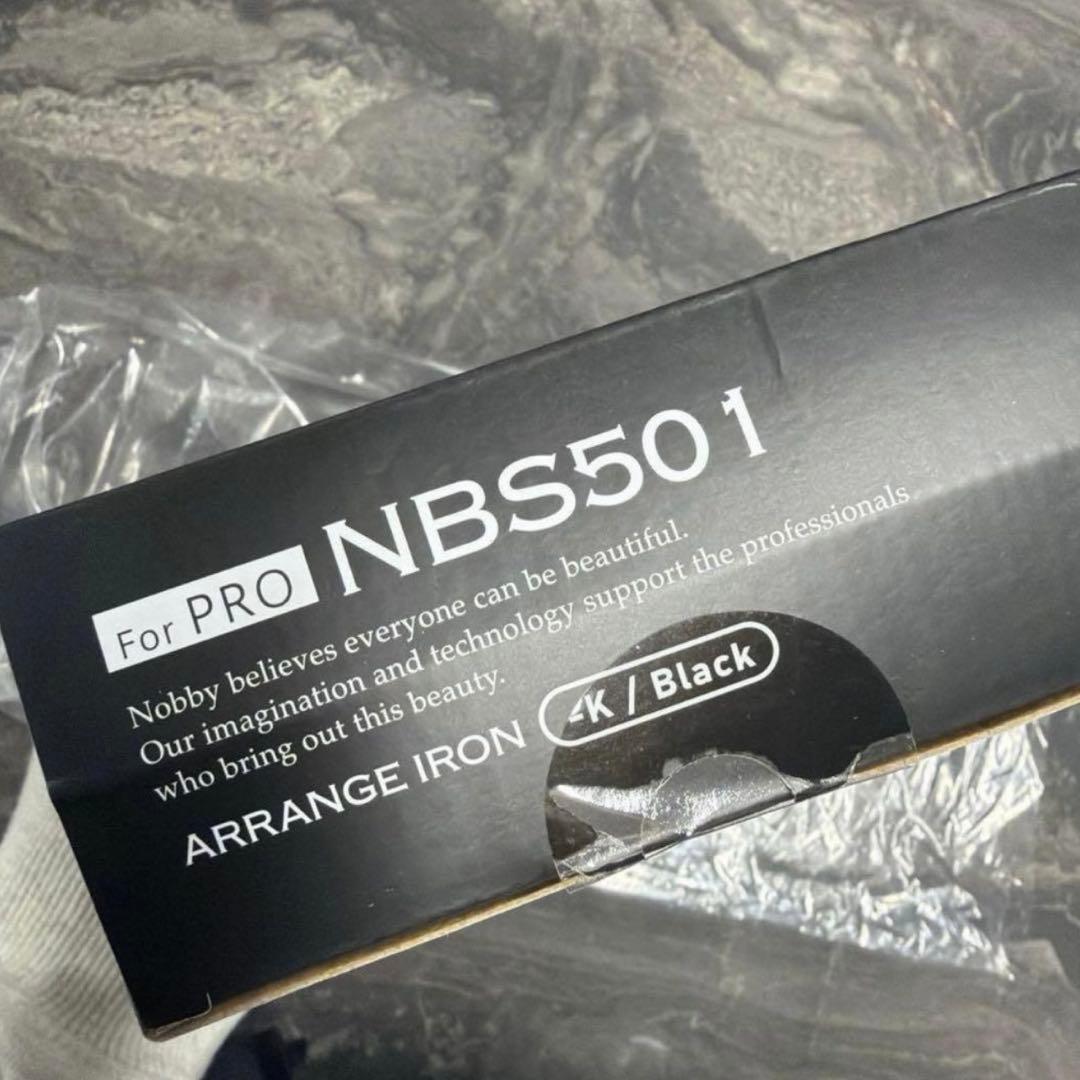 For PRO NBS501
Nobby believes everyone can be beautiful.
Our imagination and technology support the professionals
who bring out this beauty.
ARRANGE IRON K / Black